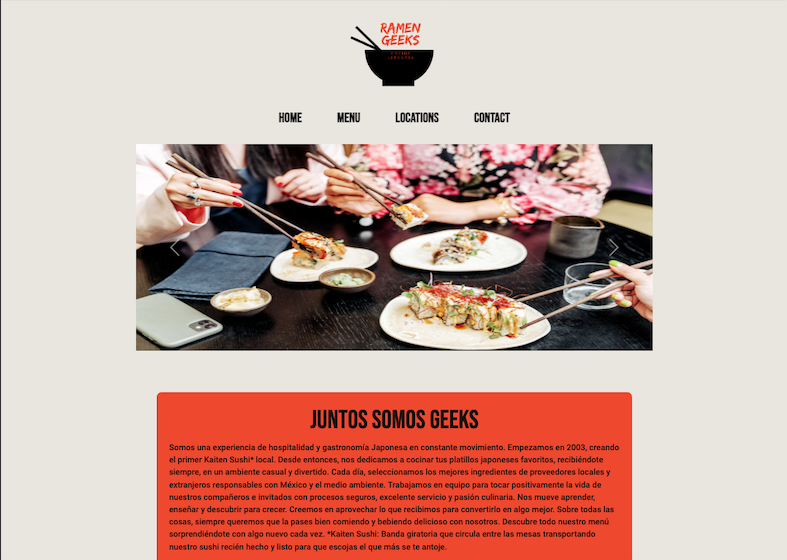 RAMEN
GEEKS
HOME MENU LOCATIONS CONTACT
JUNTOS SOMOS GEEKS
Somos una experiencia de hospitalidad y gastronomía Japonesa en constante movimiento. Empezamos en 2003, creando
el primer Kaiten Sushi* local. Desde entonces, nos dedicamos a cocinar tus platillos japoneses favoritos, recibiéndote
siempre, en un ambiente casual y divertido. Cada día, seleccionamos los mejores ingredientes de proveedores locales y
extranjeros responsables con México y el medio ambiente. Trabajamos en equipo para tocar positivamente la vida de
nuestros compañeros e invitados con procesos seguros, excelente servicio y pasión culinaria. Nos mueve aprender,
enseñar y descubrir para crecer. Creemos en aprovechar lo que recibimos para convertirlo en algo mejor. Sobre todas las
cosas, siempre queremos que la pases bien comiendo y bebiendo delicioso con nosotros. Descubre todo nuestro menú
sorprendiéndote con algo nuevo cada vez. *Kaiten Sushi: Banda giratoria que circula entre las mesas transportando
nuestro sushi recién hecho y listo para que escojas el que más se te antoje.